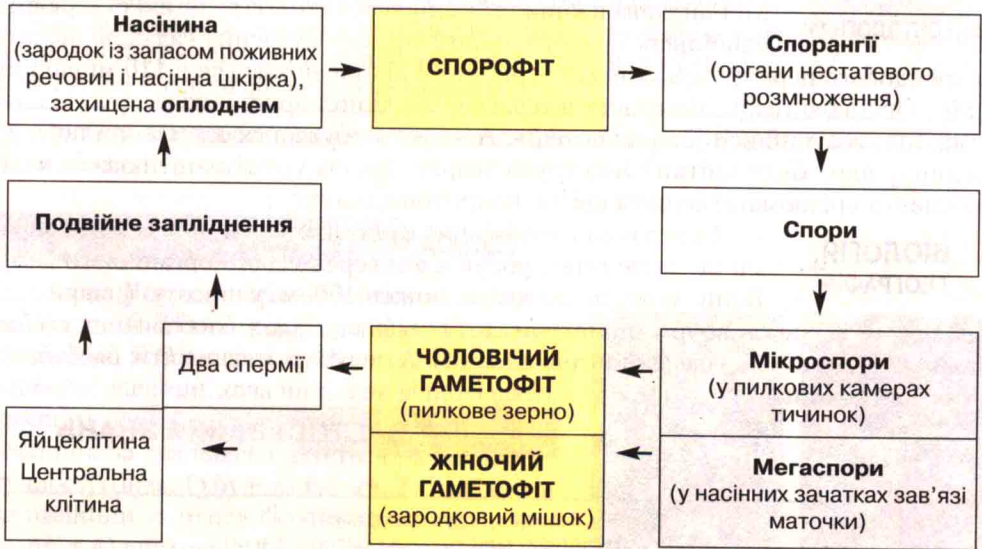 Насінина
(зародок із запасом поживних
речовин і насінна шкірка),
захищена оплоднем
СПОРОФІТ
Спорангії
(органи нестатевого
розмноження)
Подвійне запліднення
Спори
Два спермії
ЧОЛОВІЧИЙ
ГАМЕТОФІТ
(пилкове зерно)
Мікроспори
(у пилкових камерах
тичинок)
Яйцеклітина
Центральна
клітина
ЖІНОЧИЙ
ГАМЕТОФІТ
(зародковий мішок)
Мегаспори
(у насінних зачатках зав'язі
маточки)